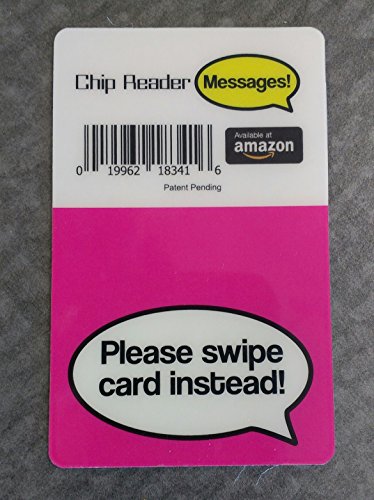 Chip Reader Messages!
Available at
amazon
0 19962 18341 6
Patent Pending
Please swipe
card instead!